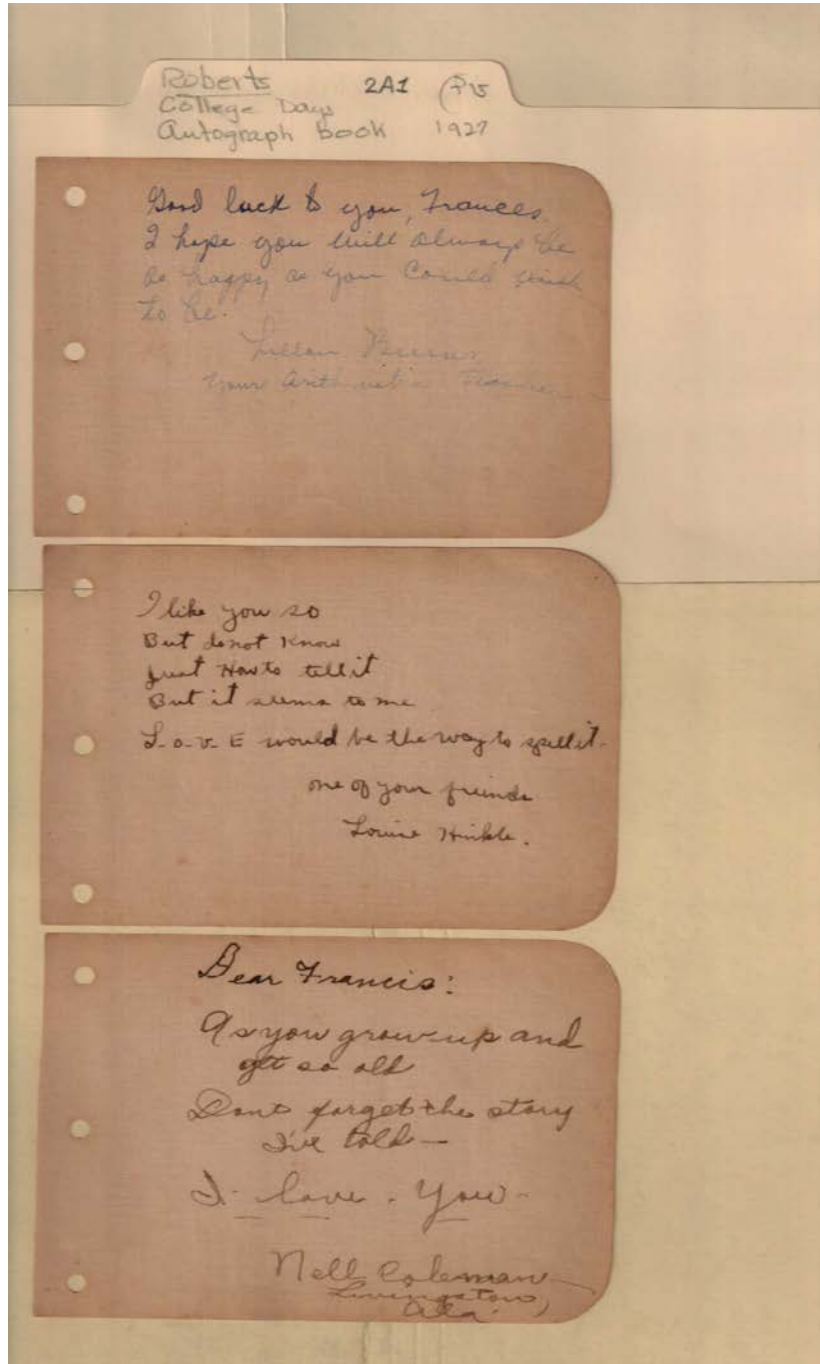 Roberts 2A1
College Days
Autograph Book 1927
Good luck to you, Frances.
I hope you will always be
as happy as you could wish
to be.
Your Arithmetic Teacher
I like you so
But do not know
just How to tell it
But it seems to me
L-o-v-E would be the way to spell it.
one of your friends
Louise Hinkle.
Dear Francis:
As you grow up and
get so old
Dont forget the story
I've told —
I - love - You -
Nell Coleman
Livingston,
Ala.